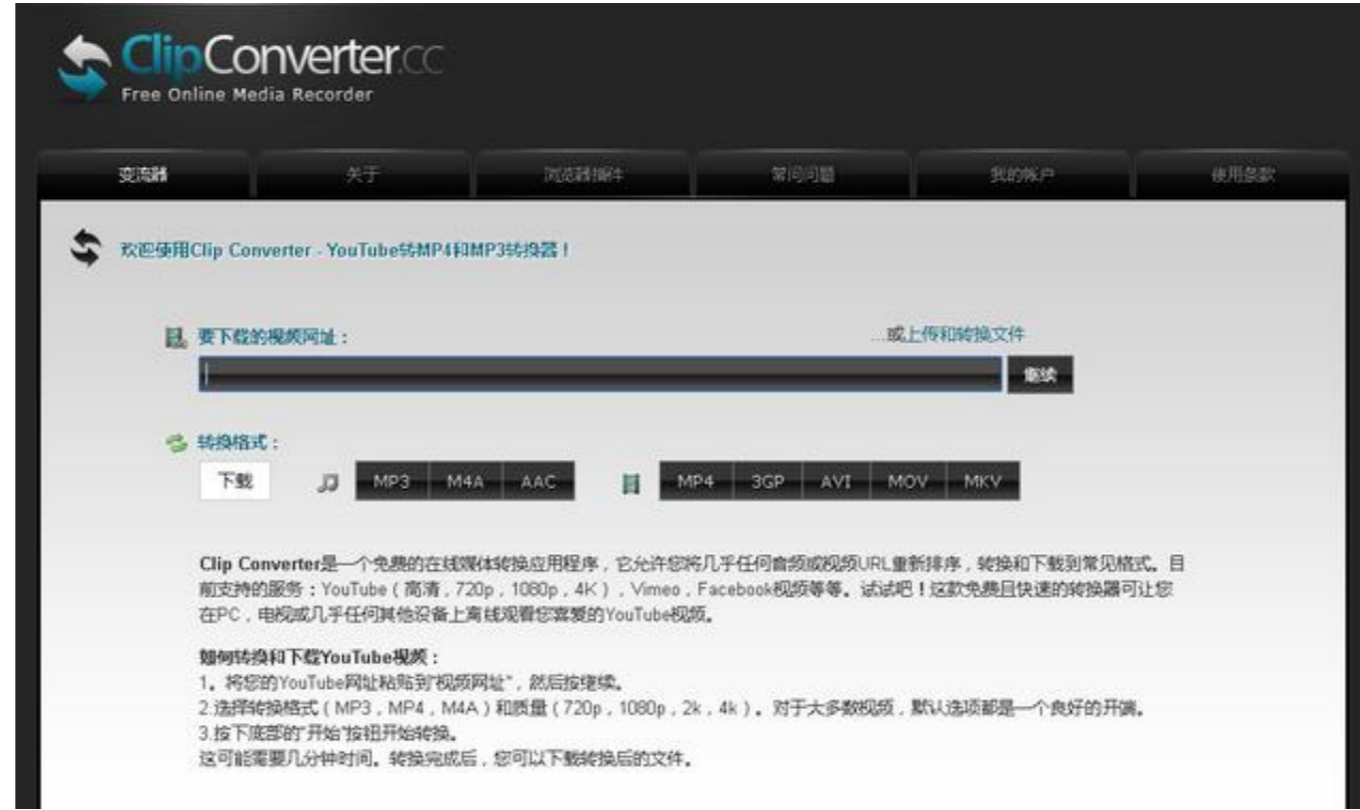 ClipConverter.cc
Free Online Media Recorder
变流器 关于 浏览器插件 常问问题 我的帐户 使用条款
欢迎使用Clip Converter - YouTube转MP4和MP3转换器！
要下载的视频网址： ...或上传和转换文件
继续
转换格式：
下载 MP3 M4A AAC MP4 3GP AVI MOV MKV
Clip Converter是一个免费的在线媒体转换应用程序，它允许您将几乎任何音频或视频URL重新排序，转换和下载到常见格式。目
前支持的服务：YouTube（高清，720p，1080p，4K），Vimeo，Facebook视频等等。试试吧！这款免费且快速的转换器可让您
在PC，电视或几乎任何其他设备上离线观看您喜爱的YouTube视频。
如何转换和下载YouTube视频：
1。将您的YouTube网址粘贴到“视频网址”，然后按继续。
2.选择转换格式（MP3，MP4，M4A）和质量（720p，1080p，2k，4k）。对于大多数视频，默认选项都是一个良好的开端。
3.按下底部的“开始”按钮开始转换。
这可能需要几分钟时间。转换完成后，您可以下载转换后的文件。